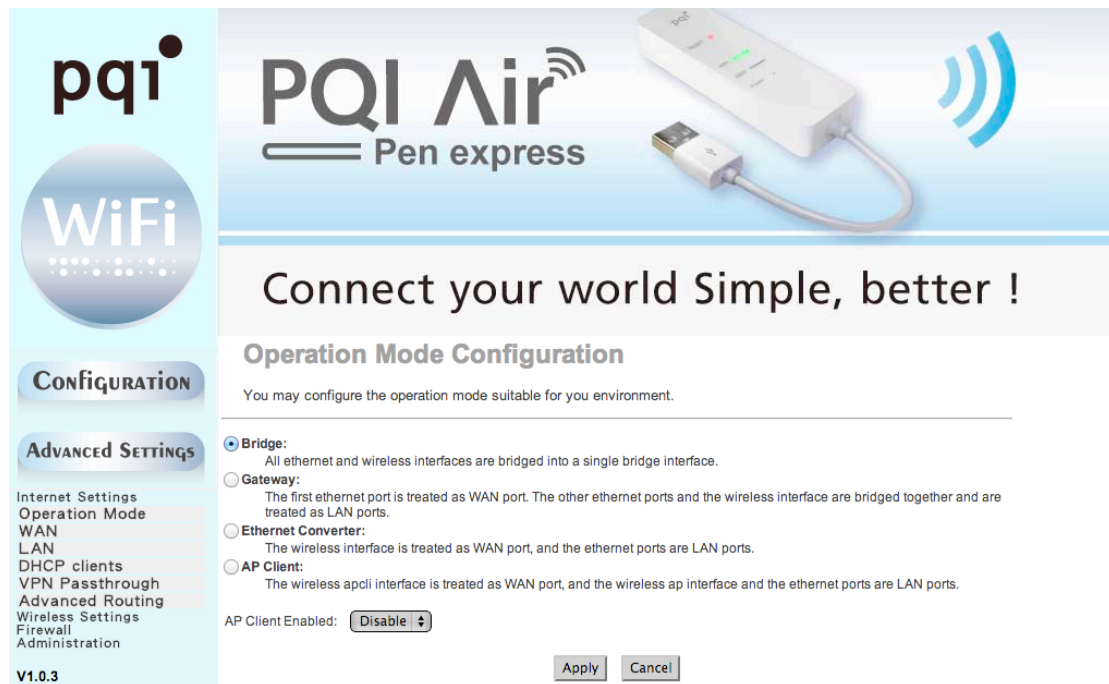 pqi
WiFi
Configuration
Advanced Settings
Internet Settings
Operation Mode
WAN
LAN
DHCP clients
VPN Passthrough
Advanced Routing
Wireless Settings
Firewall
Administration
V1.0.3
PQI Air
Pen express
pqi
Connect your world Simple, better !
Operation Mode Configuration
You may configure the operation mode suitable for you environment.
Bridge:
All ethernet and wireless interfaces are bridged into a single bridge interface.
Gateway:
The first ethernet port is treated as WAN port. The other ethernet ports and the wireless interface are bridged together and are
treated as LAN ports.
Ethernet Converter:
The wireless interface is treated as WAN port, and the ethernet ports are LAN ports.
AP Client:
The wireless apcli interface is treated as WAN port, and the wireless ap interface and the ethernet ports are LAN ports.
AP Client Enabled: Disable
Apply Cancel